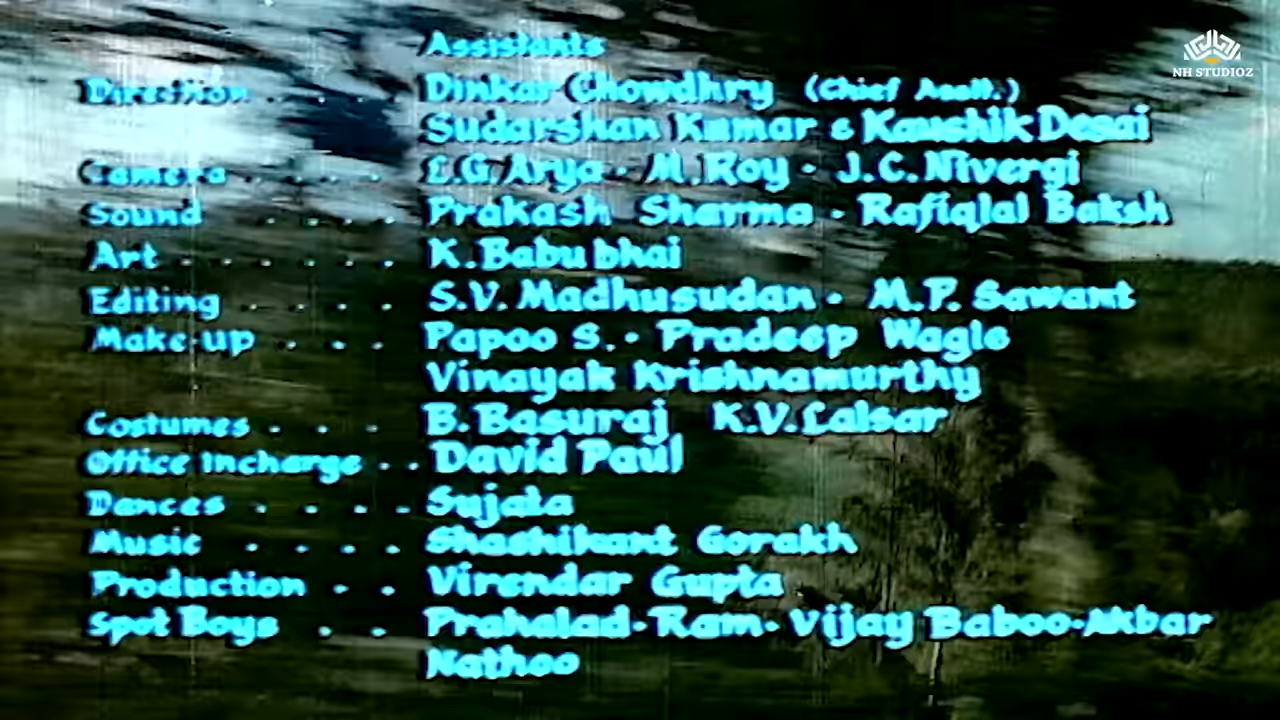 NH STUDIOZ
Assistants
Direction . . . . Dinkar Chowdhry (Chief Asstt.)
Sudarshan Kumar & Kaushik Desai
Camera . . . . . L.G. Arya · M. Roy · J.C. Nivergi
Sound . . . . Prakash Sharma · Rafiqlal Baksh
Art . . . . . . K. Babubhai
Editing . . . . S.V. Madhusudan · M.P. Sawant
Make-up . . . Papoo S. · Pradeep Wagle
Vinayak Krishnamurthy
Costumes . . . B. Basuraj K.V. Lalsar
Office Incharge . . David Paul
Dances . . . . Sujata
Music . . . . Shashikant Gorakh
Production . . Virendar Gupta
Spot Boys . . Prahalad · Ram · Vijay Baboo · Akbar
Nathoo